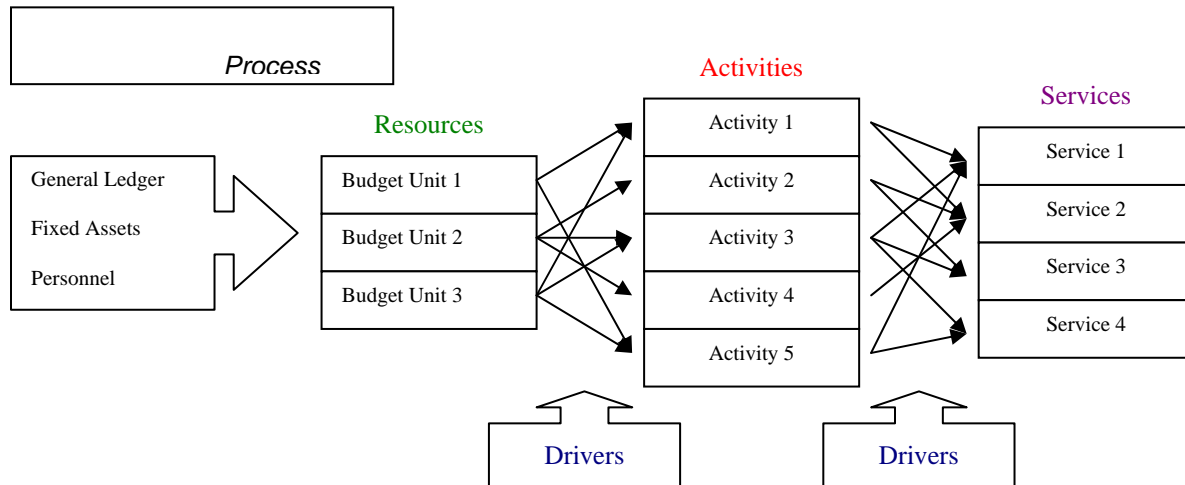 Process
General Ledger
Fixed Assets
Personnel
Resources
Budget Unit 1
Budget Unit 2
Budget Unit 3
Activities
Activity 1
Activity 2
Activity 3
Activity 4
Activity 5
Services
Service 1
Service 2
Service 3
Service 4
Drivers
Drivers